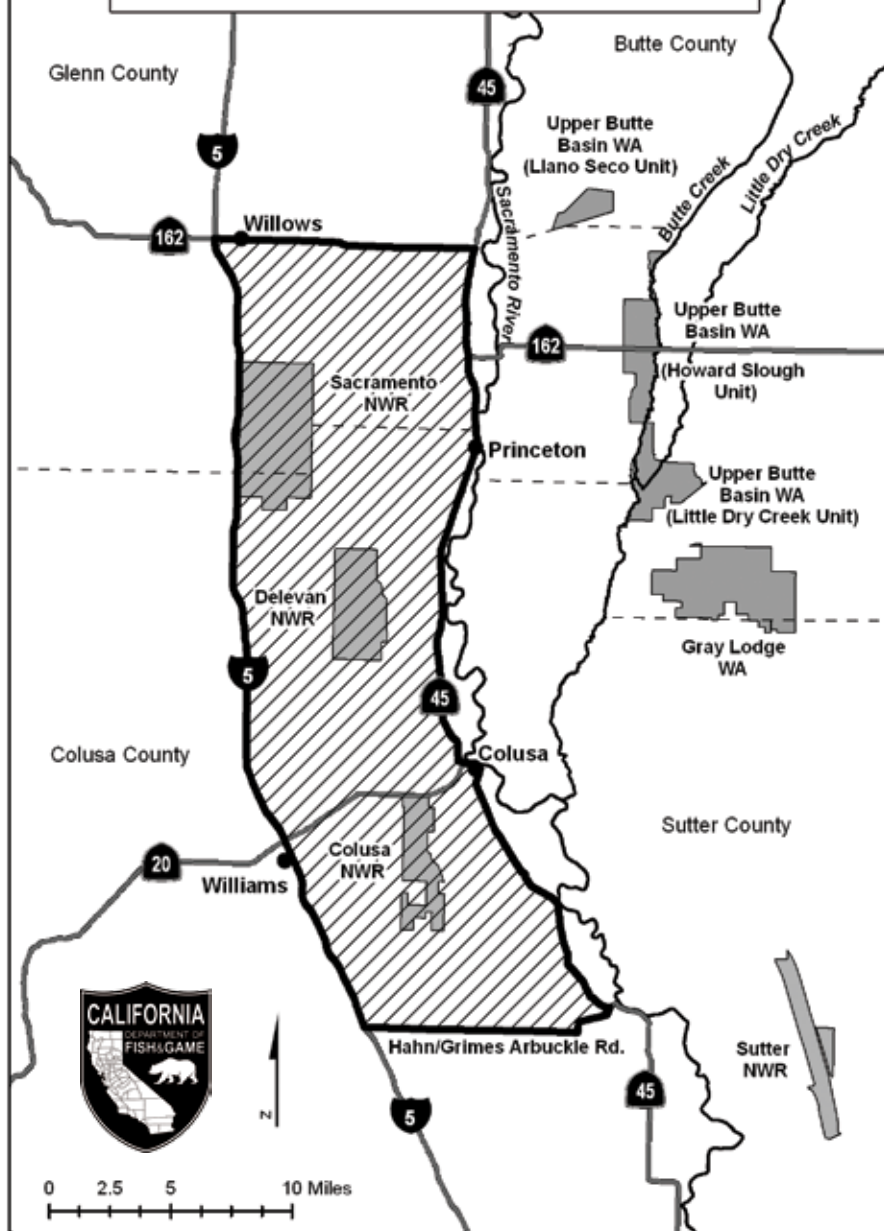 Butte County
Glenn County
45
Upper Butte
Basin WA
(Llano Seco Unit)
5
Little Dry Creek
Butte Creek
Sacramento River
Willows
162
Upper Butte
Basin WA
162
(Howard Slough
Unit)
Sacramento
NWR
Princeton
Upper Butte
Basin WA
(Little Dry Creek Unit)
Delevan
NWR
Gray Lodge
WA
5
45
Colusa County
Colusa
Sutter County
20
Colusa
NWR
Williams
CALIFORNIA
DEPARTMENT OF
FISH&GAME
Hahn/Grimes Arbuckle Rd.
Sutter
NWR
N
5
45
0 2.5 5 10 Miles